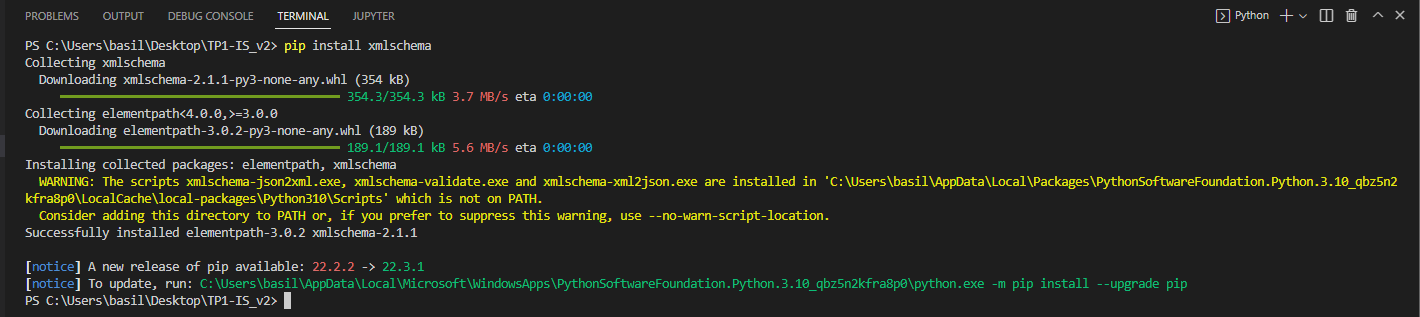 PROBLEMS OUTPUT DEBUG CONSOLE TERMINAL JUPYTER Python
PS C:\Users\basil\Desktop\TP1-IS_v2> pip install xmlschema
Collecting xmlschema
Downloading xmlschema-2.1.1-py3-none-any.whl (354 kB)
354.3/354.3 kB 3.7 MB/s eta 0:00:00
Collecting elementpath<4.0.0,>=3.0.0
Downloading elementpath-3.0.2-py3-none-any.whl (189 kB)
189.1/189.1 kB 5.6 MB/s eta 0:00:00
Installing collected packages: elementpath, xmlschema
WARNING: The scripts xmlschema-json2xml.exe, xmlschema-validate.exe and xmlschema-xml2json.exe are installed in 'C:\Users\basil\AppData\Local\Packages\PythonSoftwareFoundation.Python.3.10_qbz5n2
kfra8p0\LocalCache\local-packages\Python310\Scripts' which is not on PATH.
Consider adding this directory to PATH or, if you prefer to suppress this warning, use --no-warn-script-location.
Successfully installed elementpath-3.0.2 xmlschema-2.1.1
[notice] A new release of pip available: 22.2.2 -> 22.3.1
[notice] To update, run: C:\Users\basil\AppData\Local\Microsoft\WindowsApps\PythonSoftwareFoundation.Python.3.10_qbz5n2kfra8p0\python.exe -m pip install --upgrade pip
PS C:\Users\basil\Desktop\TP1-IS_v2>